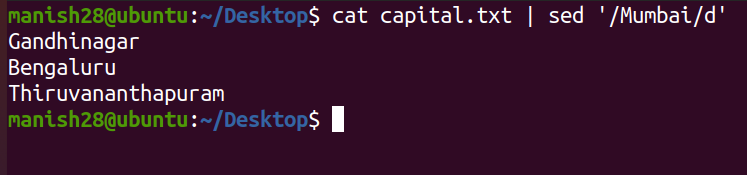 manish28@ubuntu:~/Desktop$ cat capital.txt | sed '/Mumbai/d'
Gandhinagar
Bengaluru
Thiruvananthapuram
manish28@ubuntu:~/Desktop$